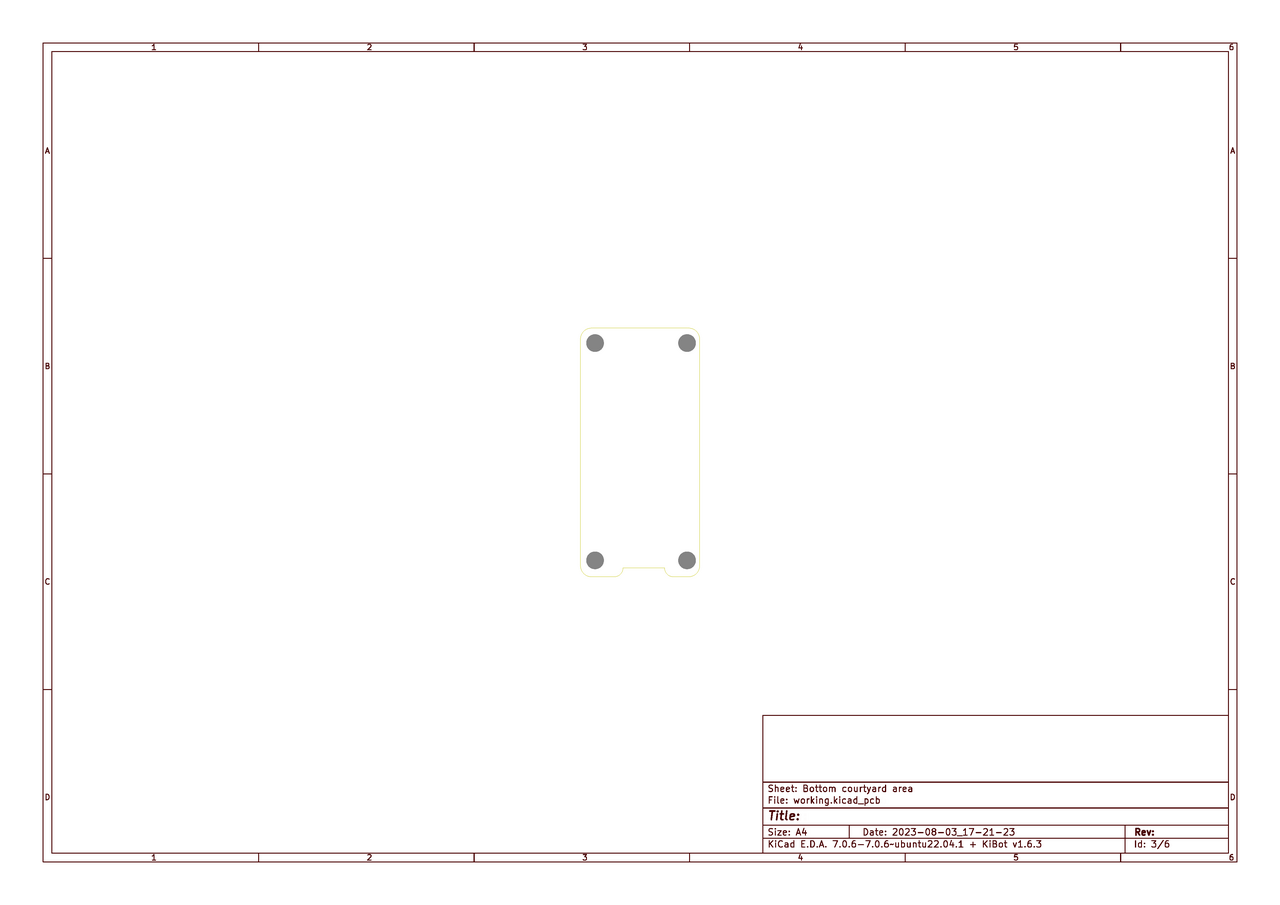 1 2 3 4 5 6
A A
B B
C C
D D
Sheet: Bottom courtyard area
File: working.kicad_pcb
Title:
Size: A4 Date: 2023-08-03_17-21-23 Rev:
KiCad E.D.A. 7.0.6-7.0.6~ubuntu22.04.1 + KiBot v1.6.3 Id: 3/6
1 2 3 4 5 6